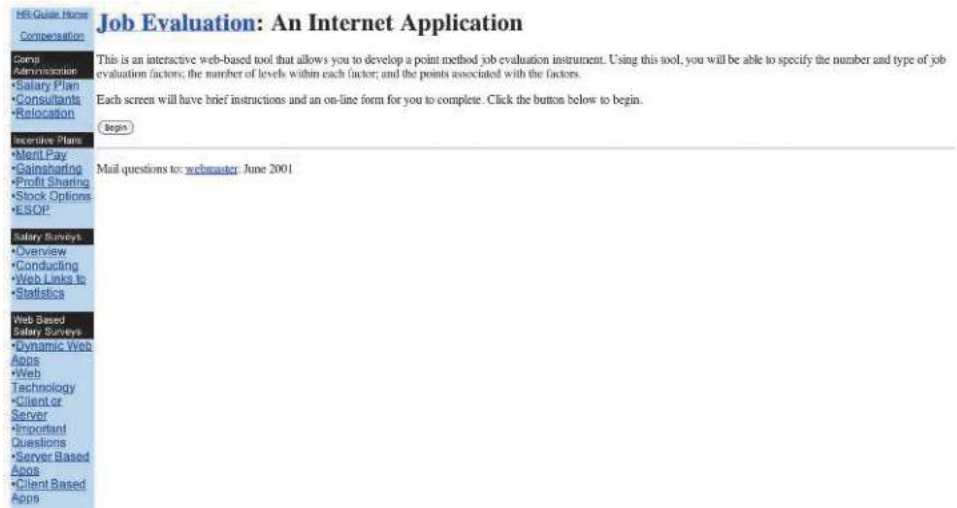 HR-Guide Home
Compensation
Comp
Administration
•Salary Plan
•Consultants
•Relocation
Incentive Plans
•Merit Pay
•Gainsharing
•Profit Sharing
•Stock Options
•ESOP
Salary Surveys
•Overview
•Conducting
•Web Links to
•Statistics
Web Based
Salary Surveys
•Dynamic Web
Apps
•Web
Technology
•Client or
Server
•Important
Questions
•Server Based
Apps
•Client Based
Apps
Job Evaluation: An Internet Application
This is an interactive web-based tool that allows you to develop a point method job evaluation instrument. Using this tool, you will be able to specify the number and type of job
evaluation factors; the number of levels within each factor; and the points associated with the factors.
Each screen will have brief instructions and an on-line form for you to complete. Click the button below to begin.
Begin
Mail questions to: webmaster: June 2001